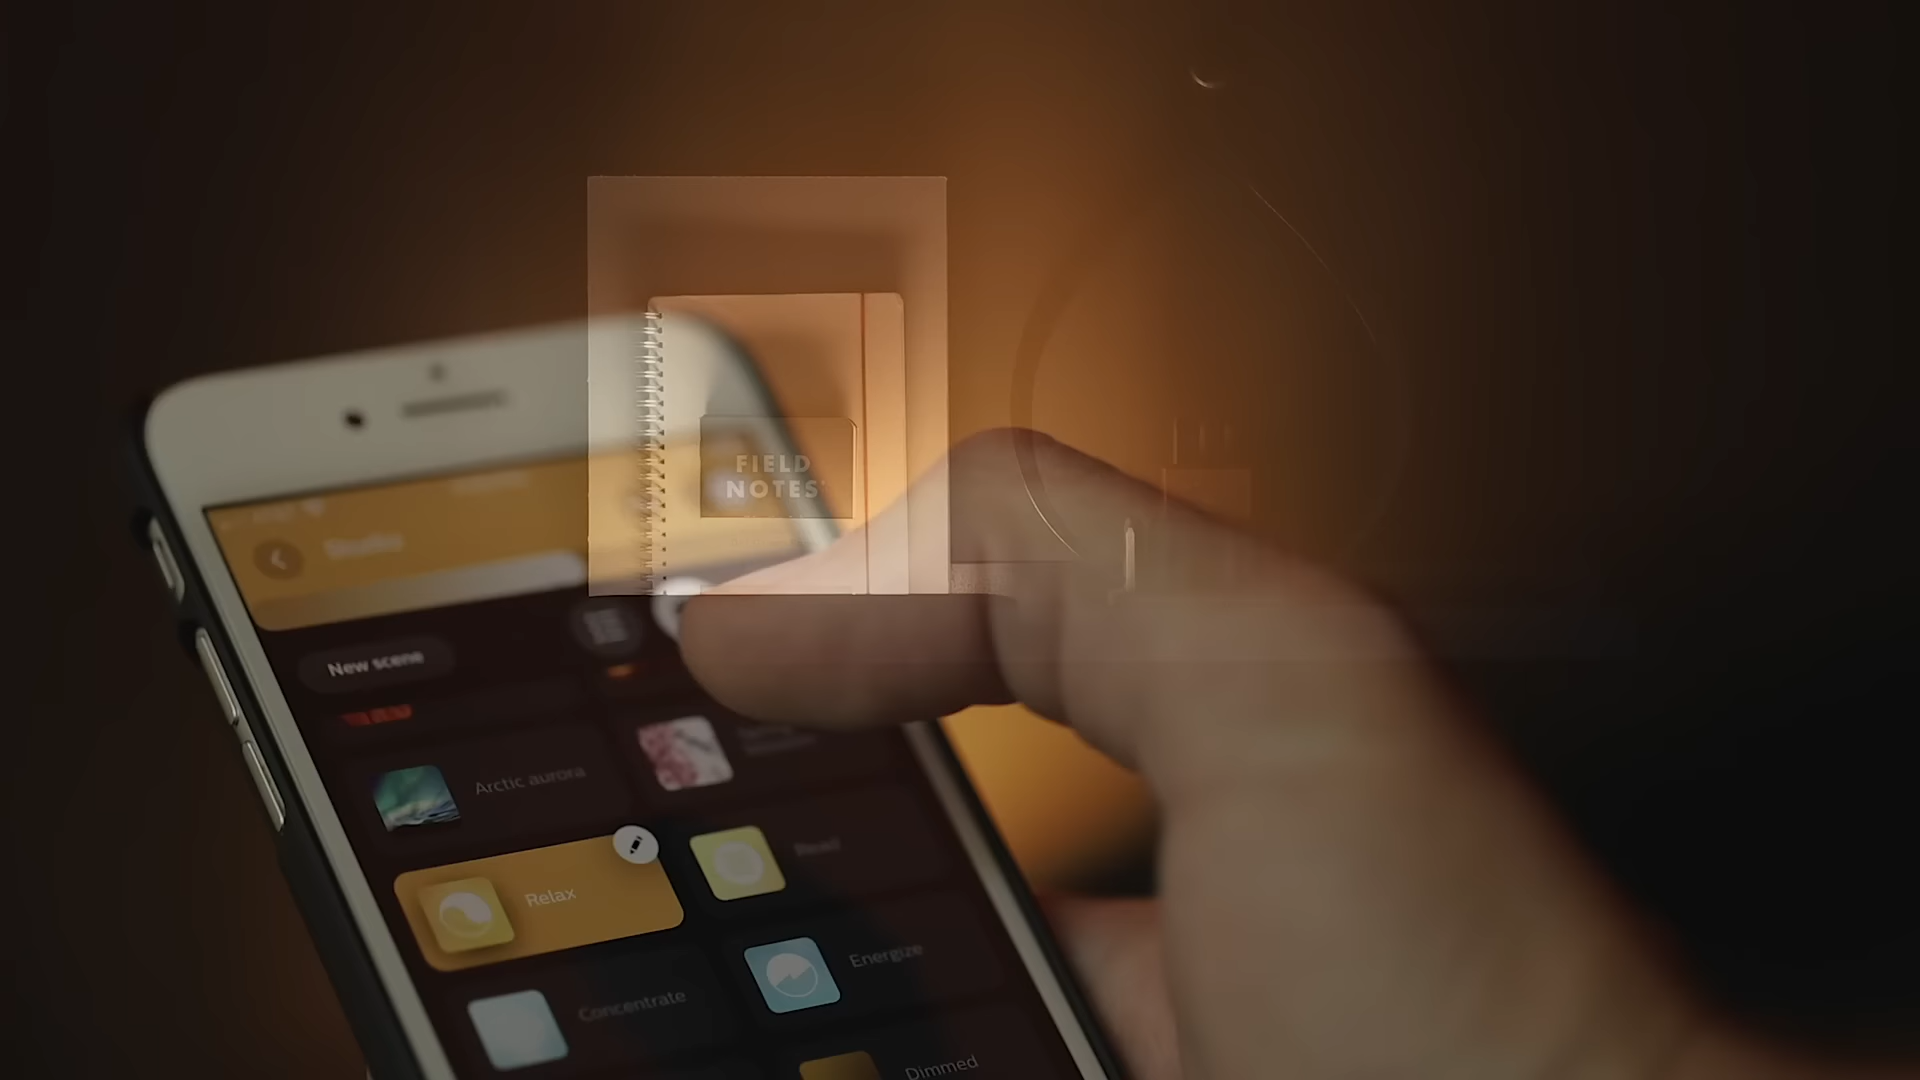 FIELD
NOTES
Studio
New scene
Arctic aurora
Relax
Read
Concentrate
Energize
Dimmed